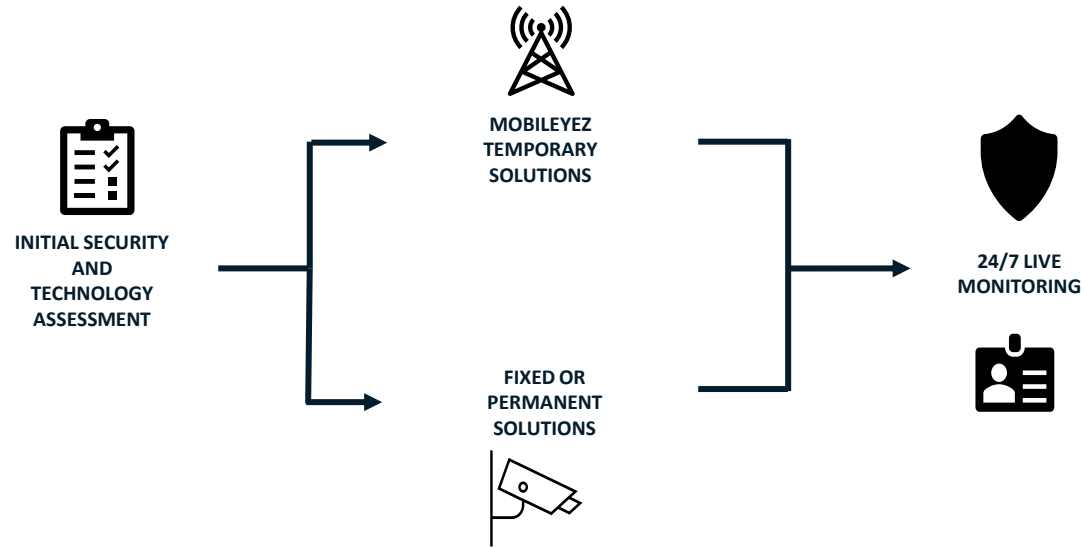 INITIAL SECURITY
AND
TECHNOLOGY
ASSESSMENT
MOBILEYEZ
TEMPORARY
SOLUTIONS
FIXED OR
PERMANENT
SOLUTIONS
24/7 LIVE
MONITORING